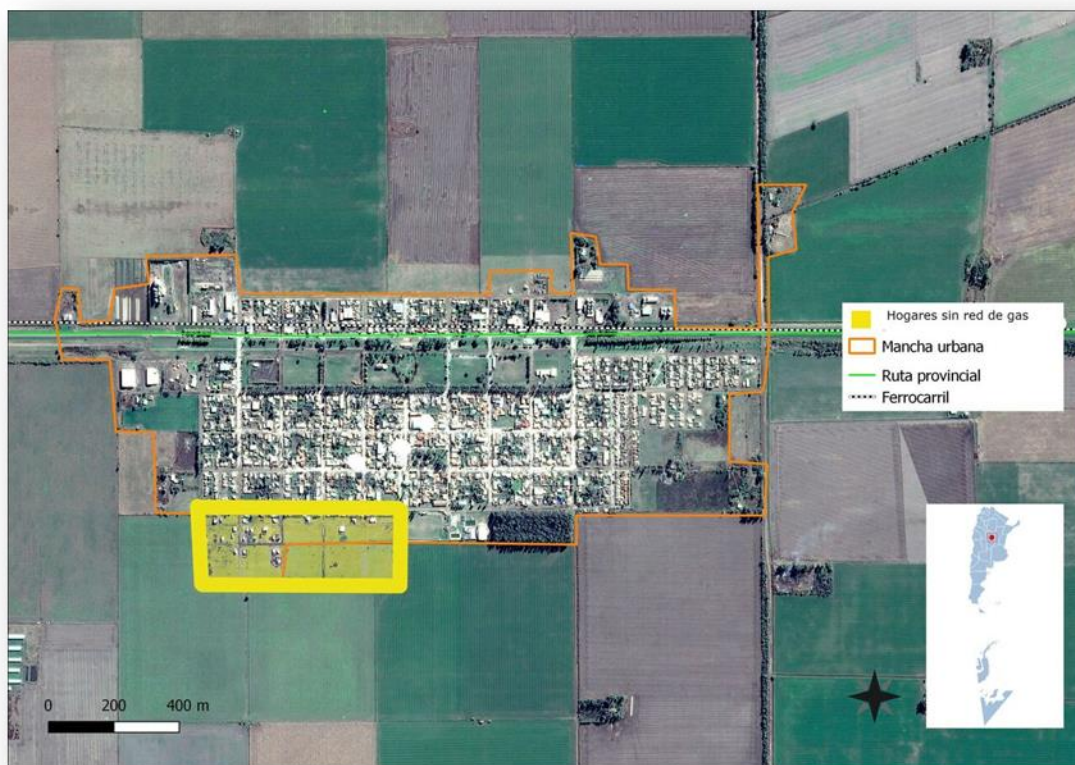 Hogares sin red de gas
Mancha urbana
Ruta provincial
Ferrocarril
0 200 400 m